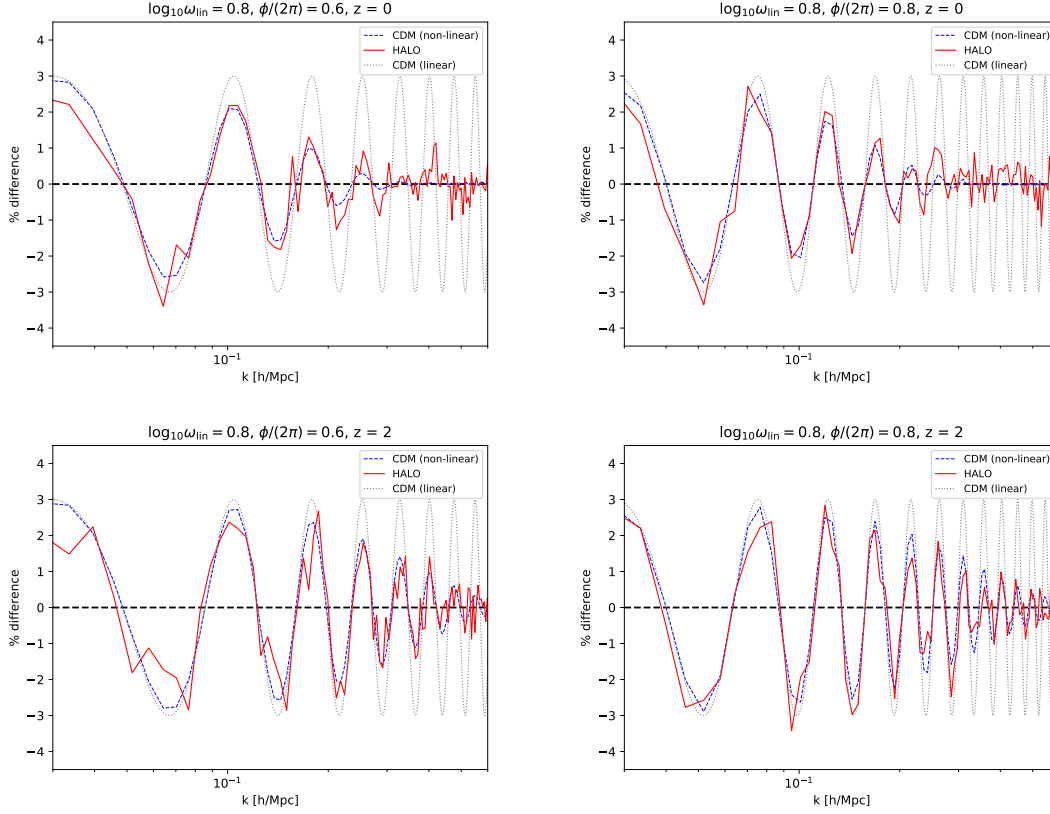 log₁₀ω_lin = 0.8, ϕ/(2π) = 0.6, z = 0
4
3
2
1
0
−1
−2
−3
−4
% difference
CDM (non-linear)
HALO
CDM (linear)
10⁻¹
k [h/Mpc]
log₁₀ω_lin = 0.8, ϕ/(2π) = 0.8, z = 0
4
3
2
1
0
−1
−2
−3
−4
% difference
CDM (non-linear)
HALO
CDM (linear)
10⁻¹
k [h/Mpc]
log₁₀ω_lin = 0.8, ϕ/(2π) = 0.6, z = 2
4
3
2
1
0
−1
−2
−3
−4
% difference
CDM (non-linear)
HALO
CDM (linear)
10⁻¹
k [h/Mpc]
log₁₀ω_lin = 0.8, ϕ/(2π) = 0.8, z = 2
4
3
2
1
0
−1
−2
−3
−4
% difference
CDM (non-linear)
HALO
CDM (linear)
10⁻¹
k [h/Mpc]